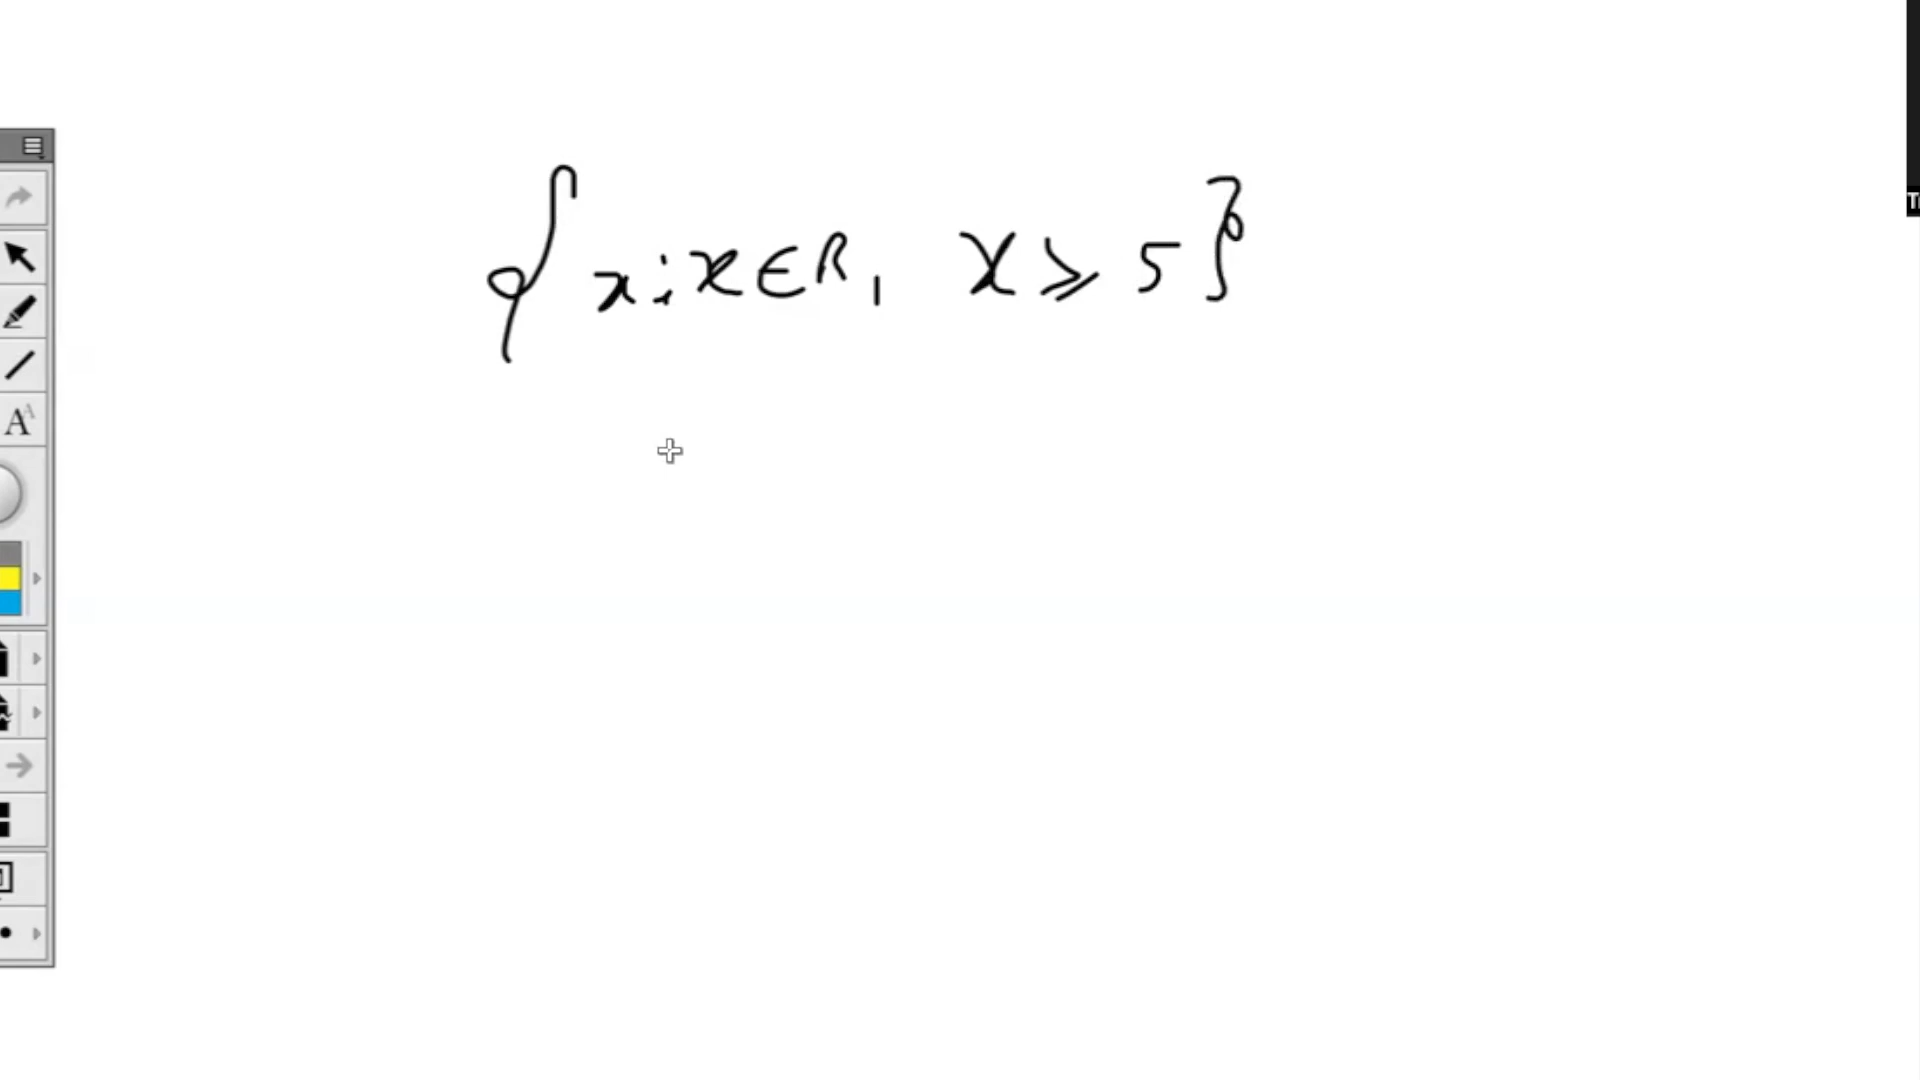 {x : x ∈ R, x ⩾ 5}